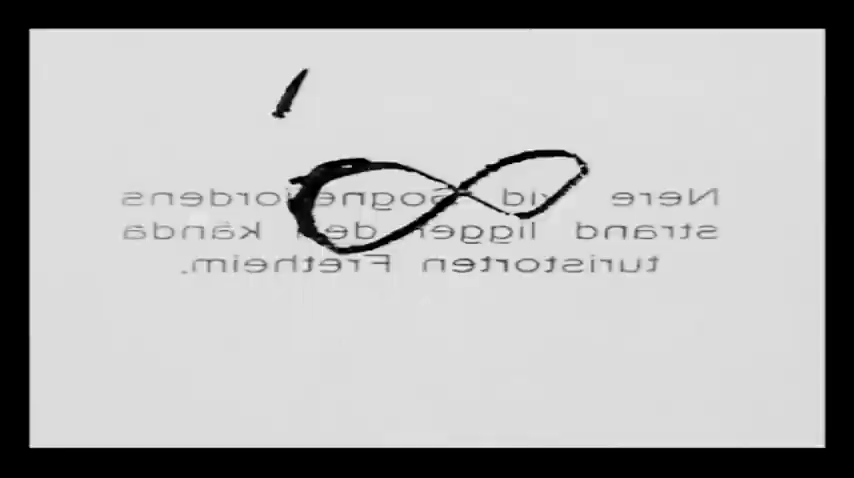 Nere vid Sognefjordens
strand ligger den kända
turistorten Fretheim.